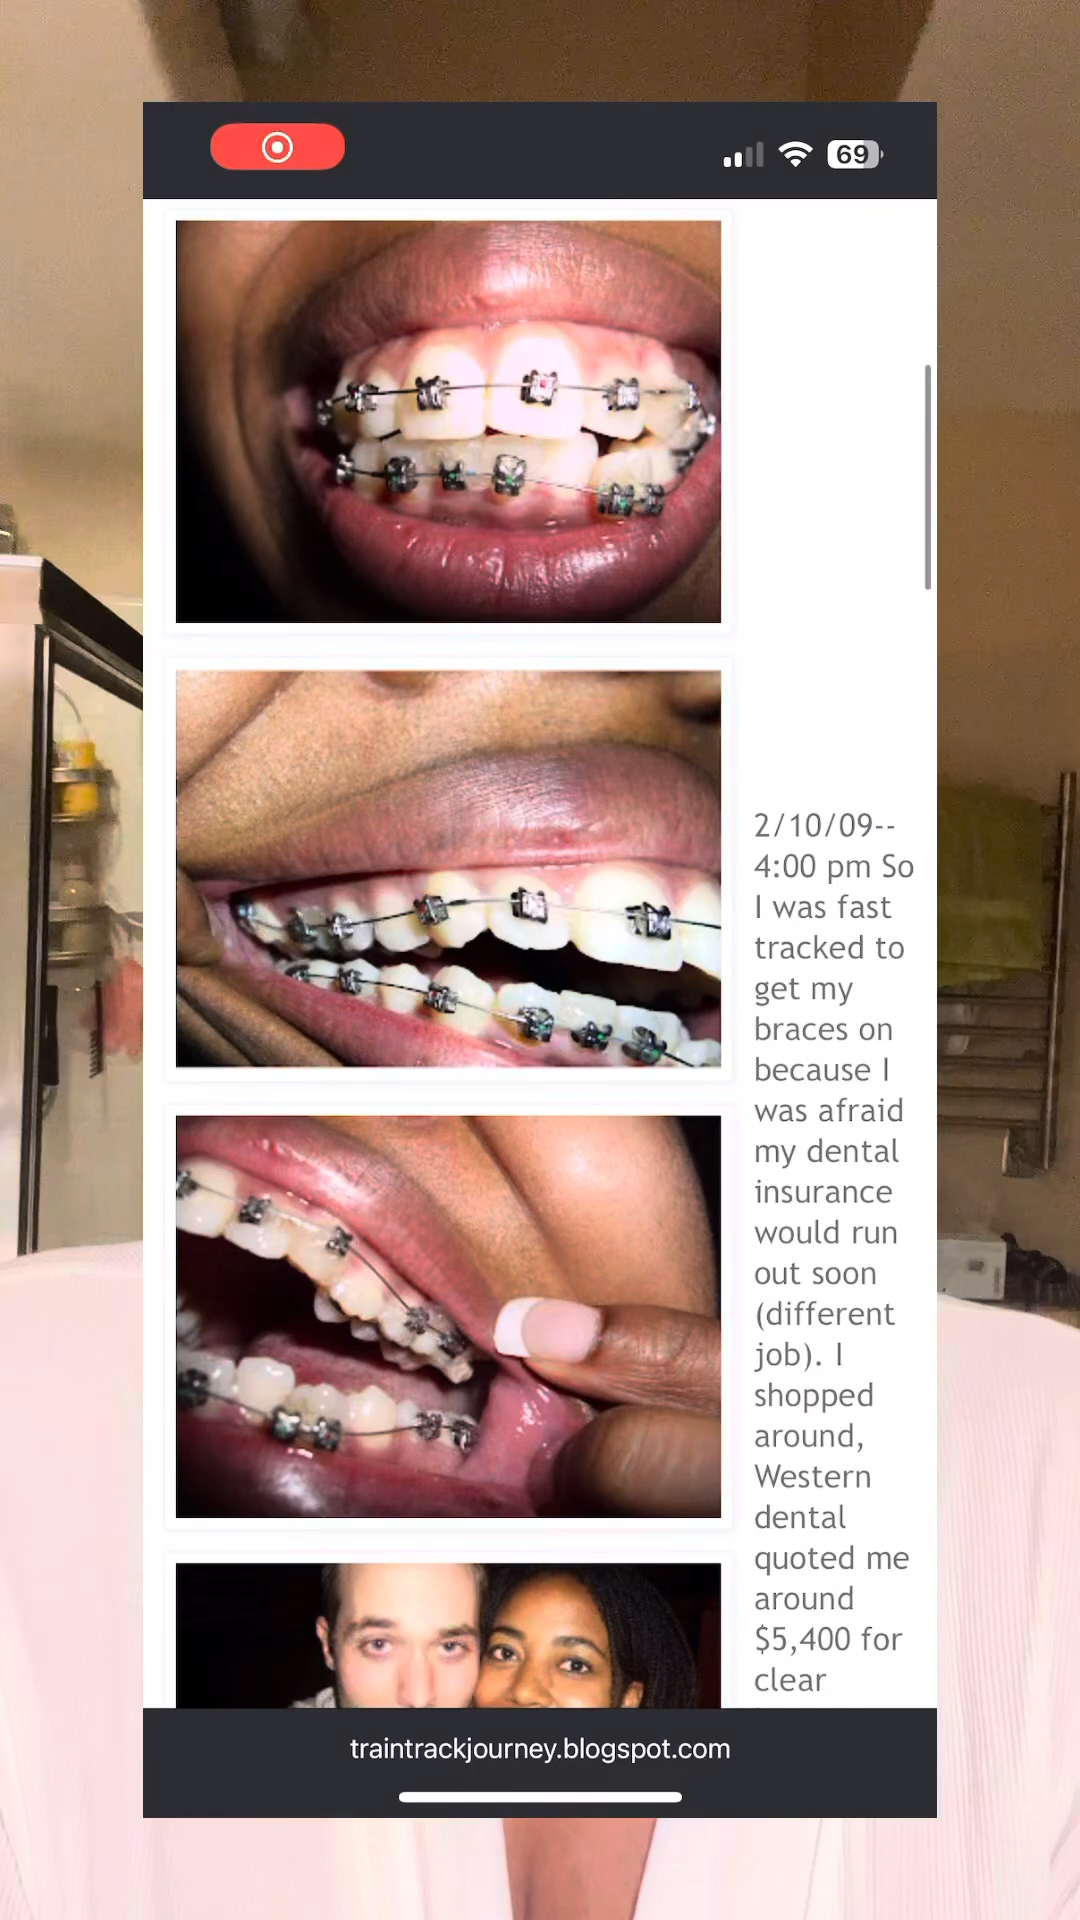 69
2/10/09--
4:00 pm So
I was fast
tracked to
get my
braces on
because I
was afraid
my dental
insurance
would run
out soon
(different
job). I
shopped
around,
Western
dental
quoted me
around
$5,400 for
clear
traintrackjourney.blogspot.com